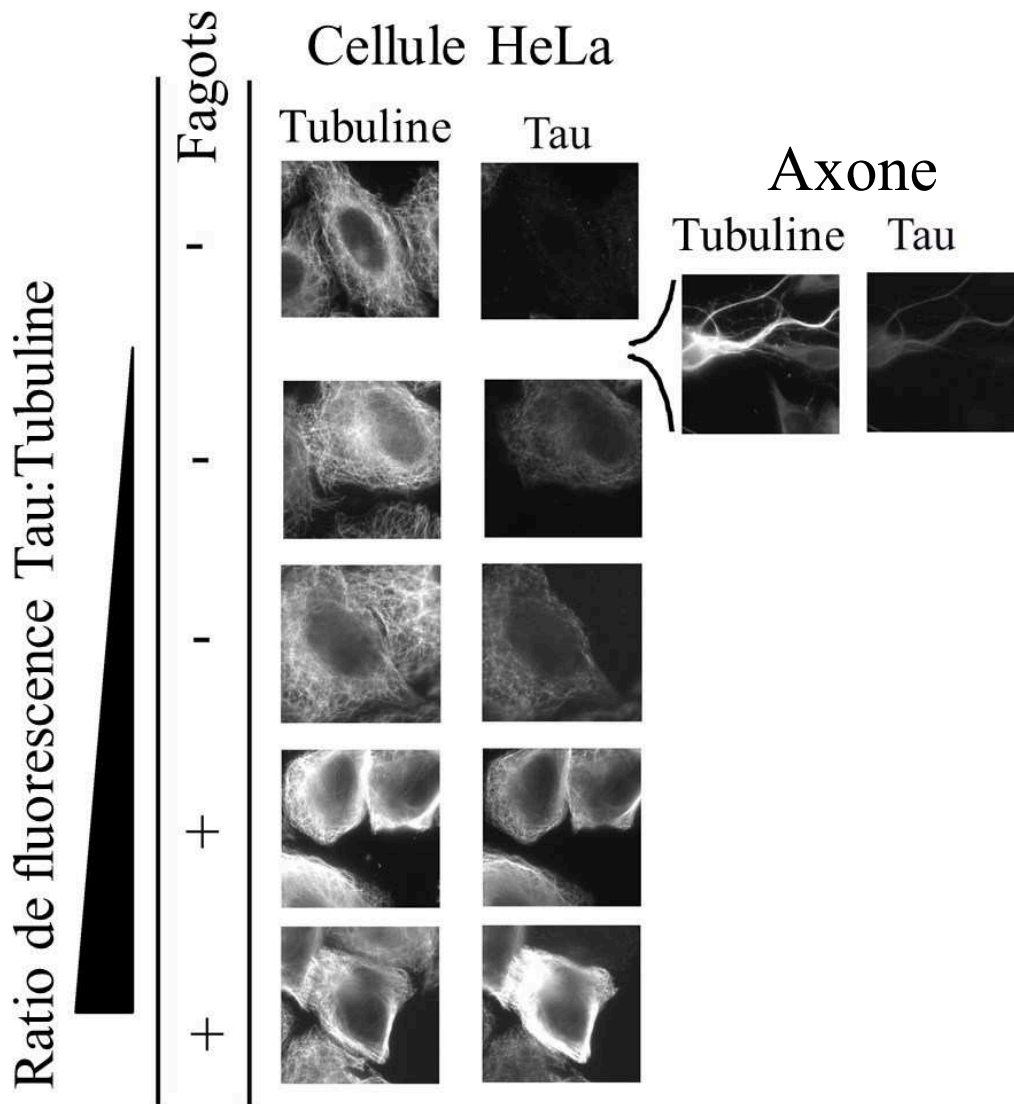 Cellule HeLa
Fagots
Tubuline
Tau
Axone
Tubuline
Tau
Ratio de fluorescence Tau:Tubuline
-
-
-
+
+